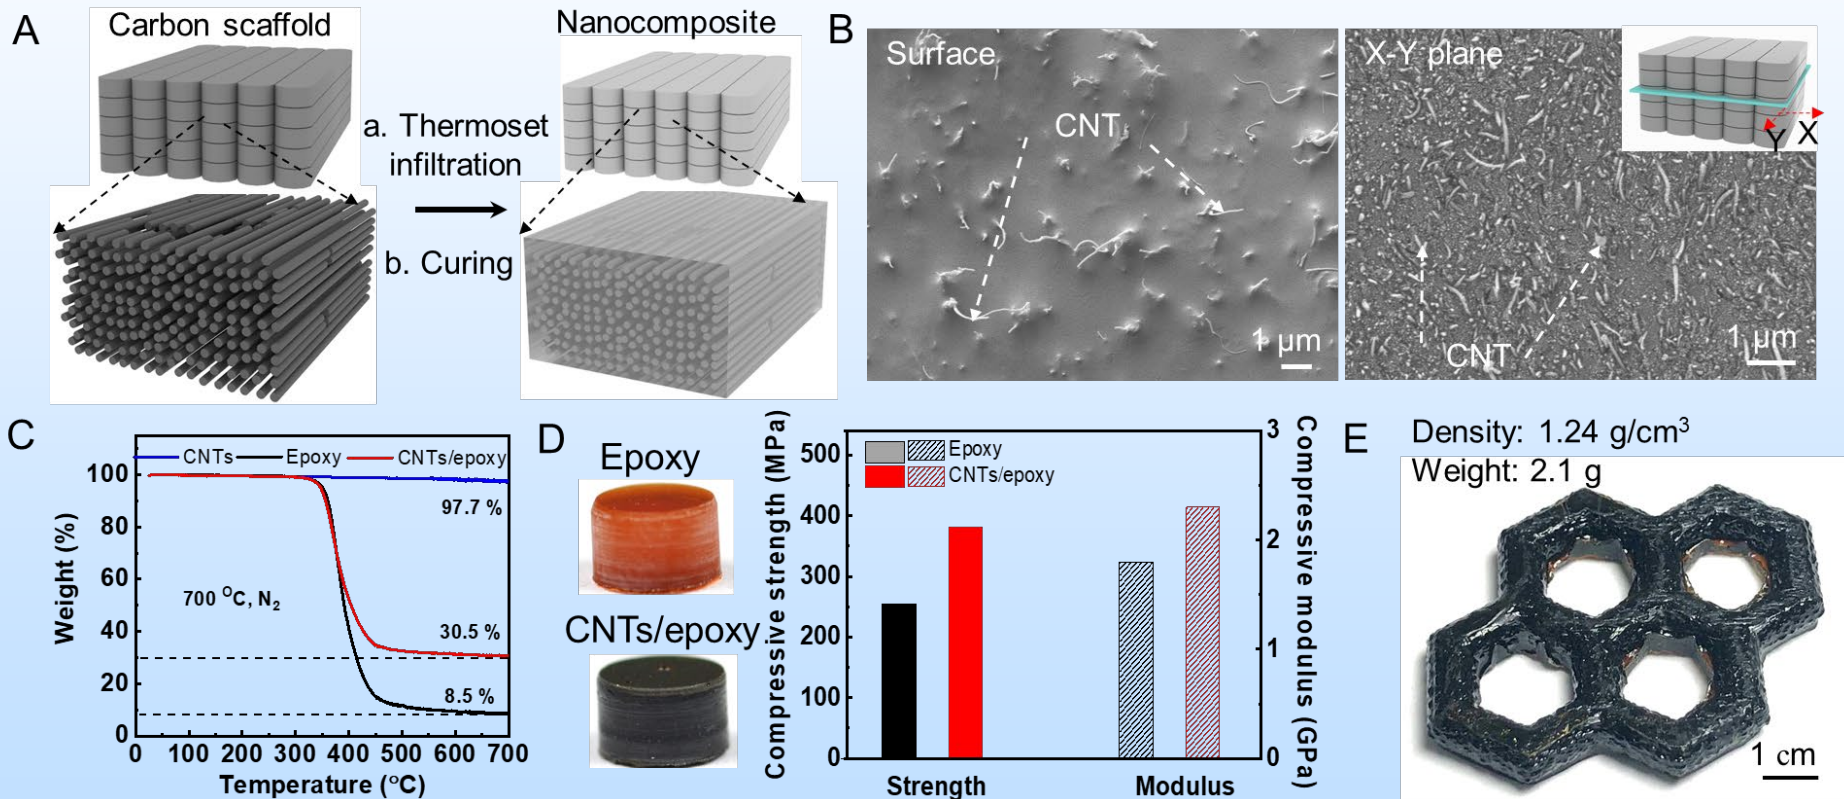 A
Carbon scaffold
Nanocomposite
a. Thermoset
infiltration
b. Curing
B
Surface
CNT
1 µm
X-Y plane
Y
X
CNT
1 µm
C
CNTs
Epoxy
CNTs/epoxy
97.7 %
700 ᴼC, N₂
30.5 %
8.5 %
100
80
60
40
20
0
Weight (%)
0 100 200 300 400 500 600 700
Temperature (°C)
D
Epoxy
CNTs/epoxy
Compressive strength (MPa)
500
400
300
200
100
0
Epoxy
CNTs/epoxy
Strength
Modulus
3
2
1
0
Compressive modulus (GPa)
E
Density: 1.24 g/cm³
Weight: 2.1 g
1 cm